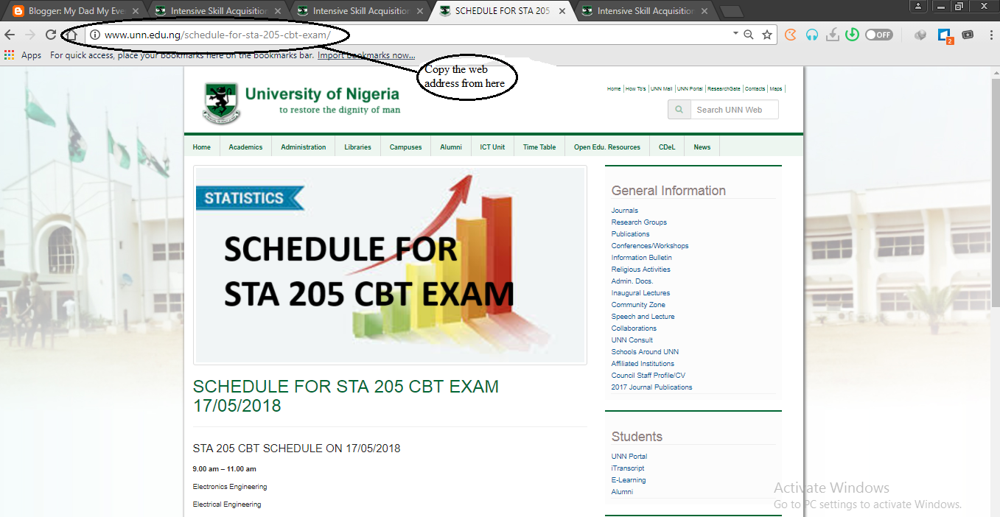 Blogger: My Dad My Eve
Intensive Skill Acquisition
Intensive Skill Acquisition
SCHEDULE FOR STA 205
Intensive Skill Acquisition
www.unn.edu.ng/schedule-for-sta-205-cbt-exam/
OFF
2
Apps For quick access, place your bookmarks here on the bookmarks bar. Import bookmarks now...
Copy the web
address from here
University of Nigeria
to restore the dignity of man
Home How To's UNN Mail UNN Portal ResearchGate Contacts Maps
Search UNN Web
Home Academics Administration Libraries Campuses Alumni ICT Unit Time Table Open Edu. Resources CDeL News
STATISTICS
SCHEDULE FOR
STA 205 CBT EXAM
SCHEDULE FOR STA 205 CBT EXAM
17/05/2018
STA 205 CBT SCHEDULE ON 17/05/2018
9.00 am – 11.00 am
Electronics Engineering
Electrical Engineering
General Information
Journals
Research Groups
Publications
Conferences/Workshops
Information Bulletin
Religious Activities
Admin. Docs.
Inaugural Lectures
Community Zone
Speech and Lecture
Collaborations
UNN Consult
Schools Around UNN
Affiliated Institutions
Council Staff Profile/CV
2017 Journal Publications
Students
UNN Portal
iTranscript
E-Learning
Alumni
Activate Windows
Go to PC settings to activate Windows.